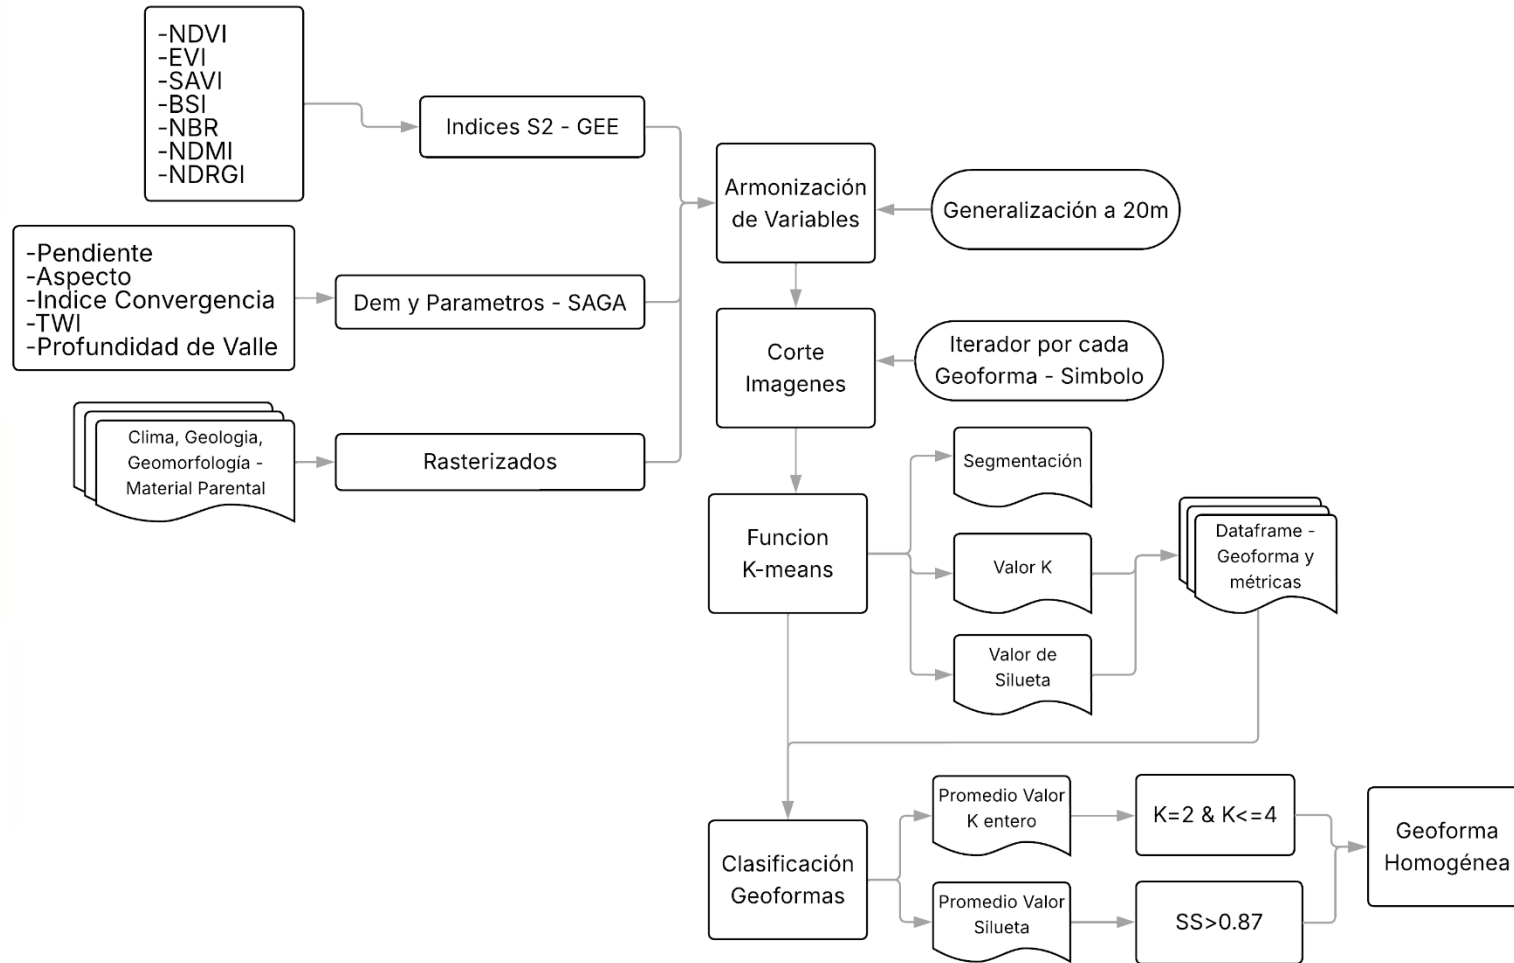 -NDVI
-EVI
-SAVI
-BSI
-NBR
-NDMI
-NDRGI
Indices S2 - GEE
-Pendiente
-Aspecto
-Indice Convergencia
-TWI
-Profundidad de Valle
Dem y Parametros - SAGA
Clima, Geologia,
Geomorfología -
Material Parental
Rasterizados
Armonización
de Variables
Generalización a 20m
Corte
Imagenes
Iterador por cada
Geoforma - Simbolo
Funcion
K-means
Segmentación
Valor K
Valor de
Silueta
Dataframe -
Geoforma y
métricas
Clasificación
Geoformas
Promedio Valor
K entero
K=2 & K<=4
Promedio Valor
Silueta
SS>0.87
Geoforma
Homogénea